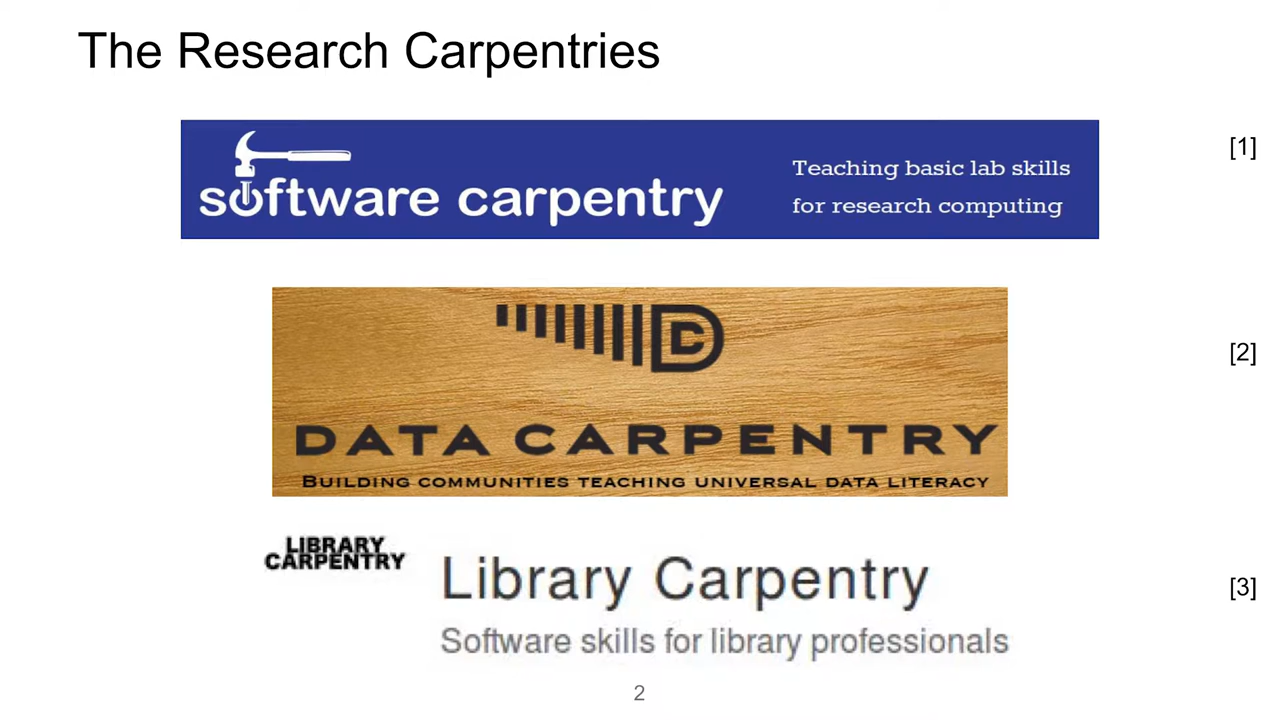 The Research Carpentries
software carpentry
Teaching basic lab skills
for research computing
[1]
DC
DATA CARPENTRY
BUILDING COMMUNITIES TEACHING UNIVERSAL DATA LITERACY
[2]
LIBRARY
CARPENTRY
Library Carpentry
Software skills for library professionals
[3]
2